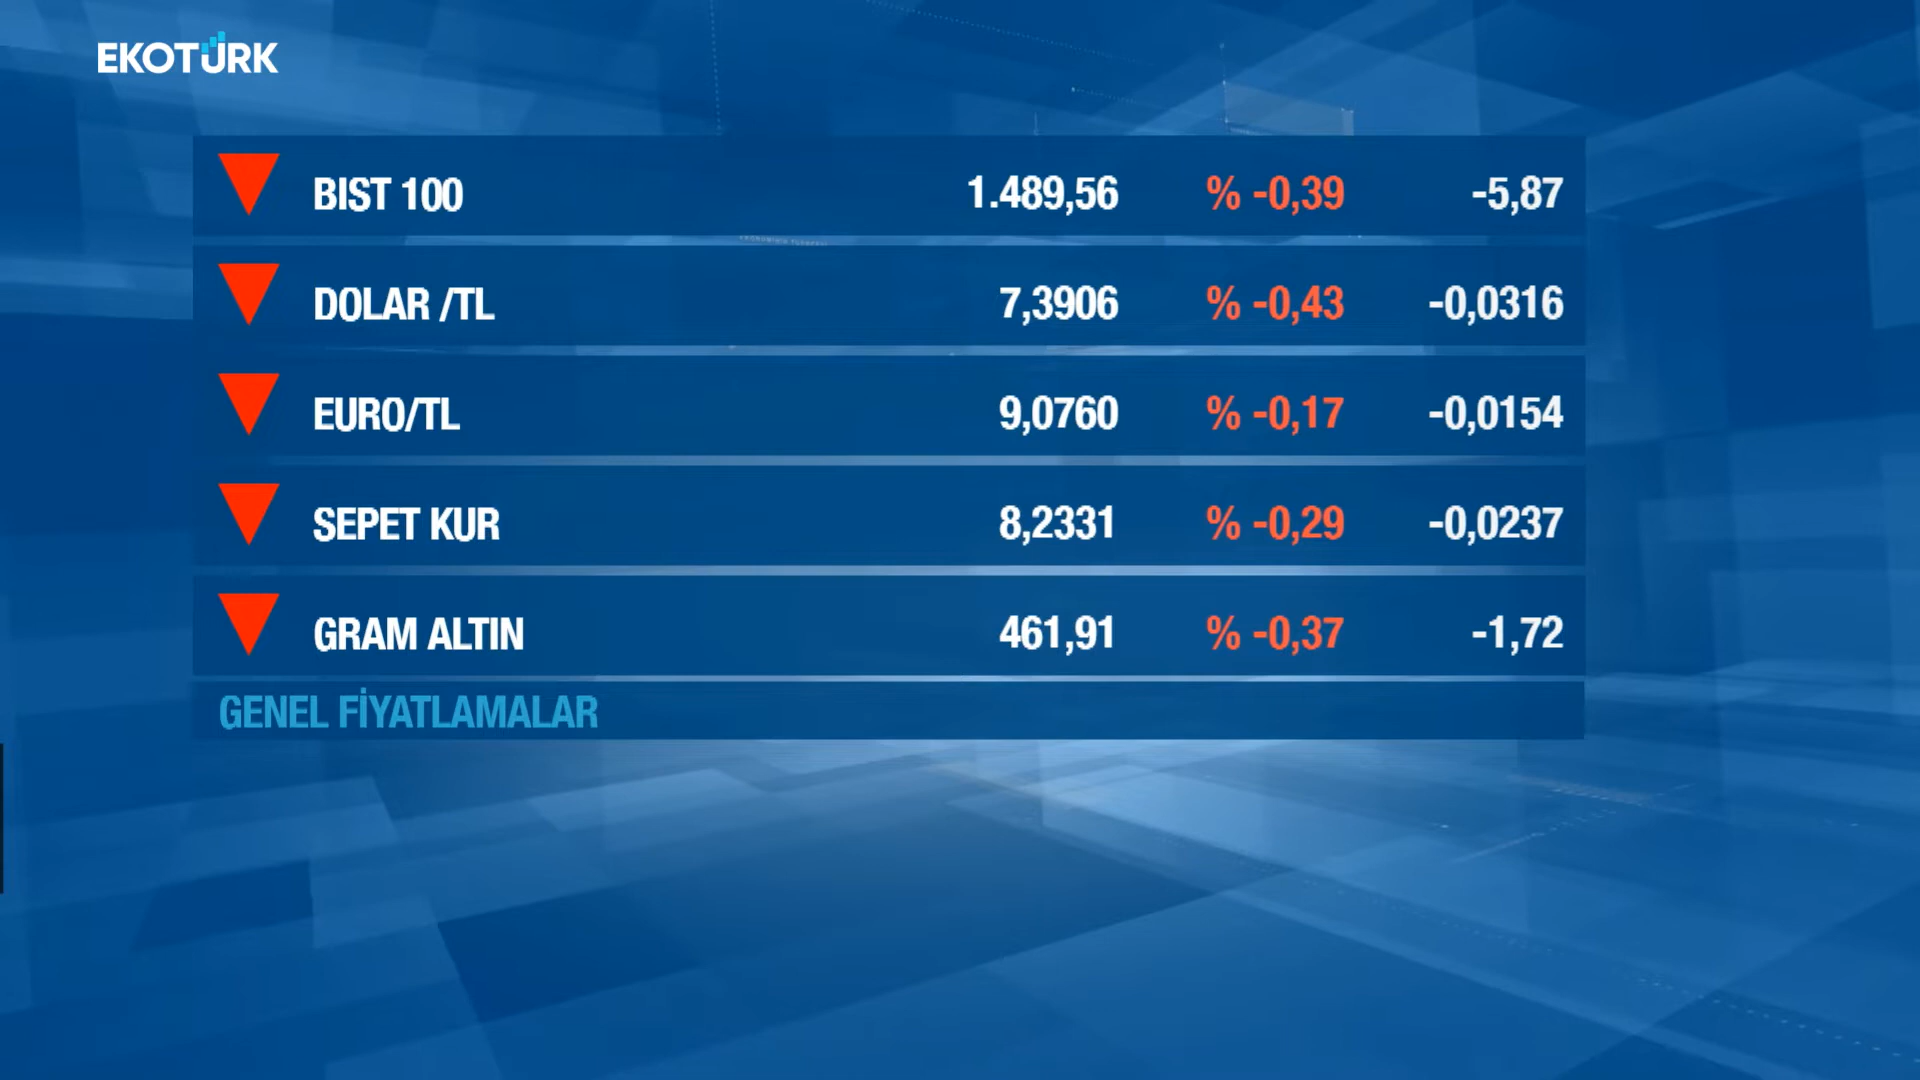 EKOTÜRK
BIST 100 1.489,56 % -0,39 -5,87
DOLAR /TL 7,3906 % -0,43 -0,0316
EURO/TL 9,0760 % -0,17 -0,0154
SEPET KUR 8,2331 % -0,29 -0,0237
GRAM ALTIN 461,91 % -0,37 -1,72
GENEL FİYATLAMALAR